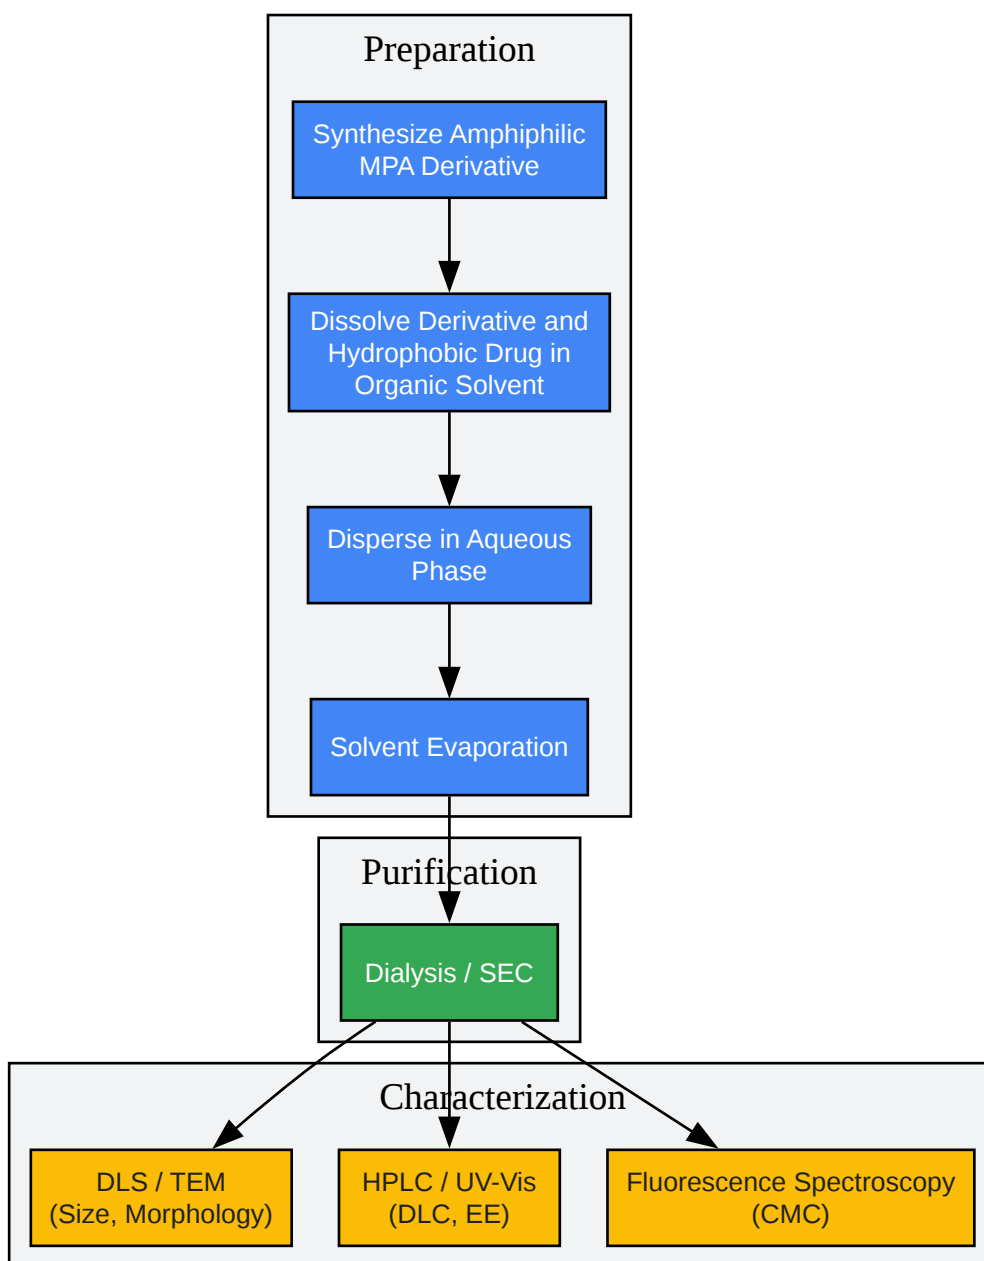 Preparation
Synthesize Amphiphilic
MPA Derivative
Dissolve Derivative and
Hydrophobic Drug in
Organic Solvent
Disperse in Aqueous
Phase
Solvent Evaporation
Purification
Dialysis / SEC
Characterization
DLS / TEM
(Size, Morphology)
HPLC / UV-Vis
(DLC, EE)
Fluorescence Spectroscopy
(CMC)